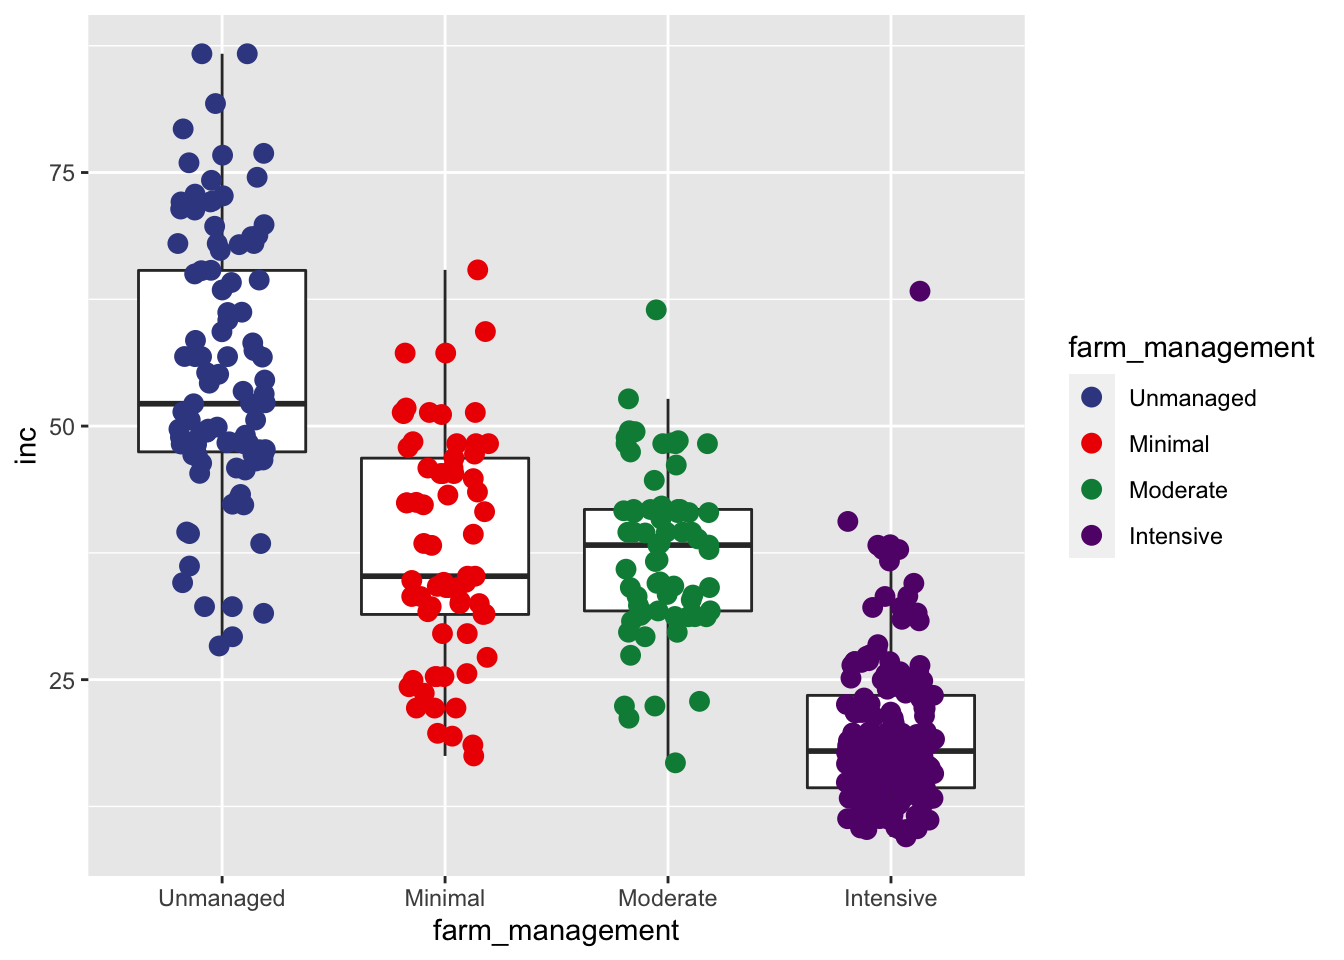 75
50
25
inc
Unmanaged
Minimal
Moderate
Intensive
farm_management
farm_management
Unmanaged
Minimal
Moderate
Intensive